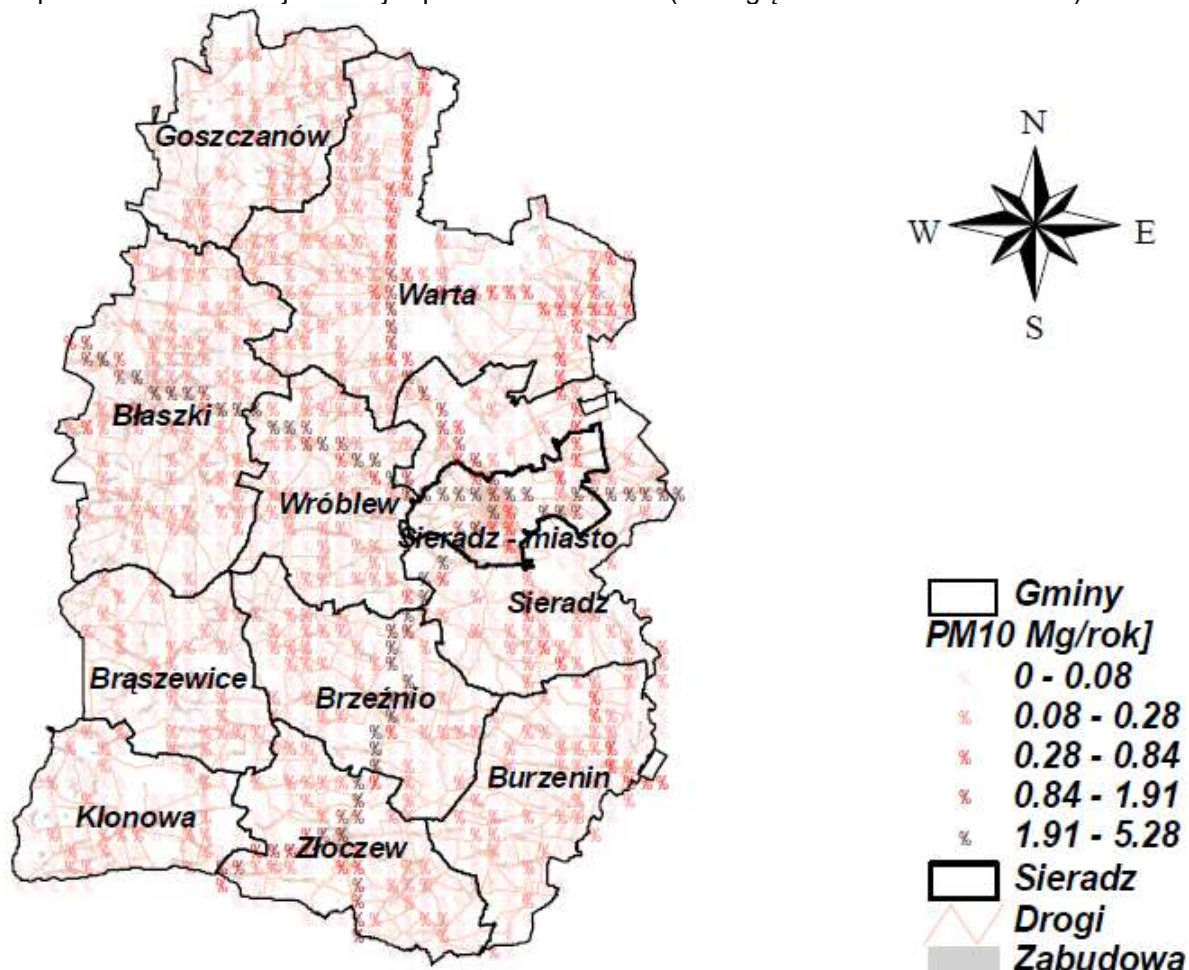 Goszczanów
N
W
E
S
Warta
Błaszki
Wróblew
Sieradz - miasto
Sieradz
Brąszewice
Brzeźnio
Burzenin
Klonowa
Złoczew
Gminy
PM10 Mg/rok]
0 - 0.08
0.08 - 0.28
0.28 - 0.84
0.84 - 1.91
1.91 - 5.28
Sieradz
Drogi
Zabudowa